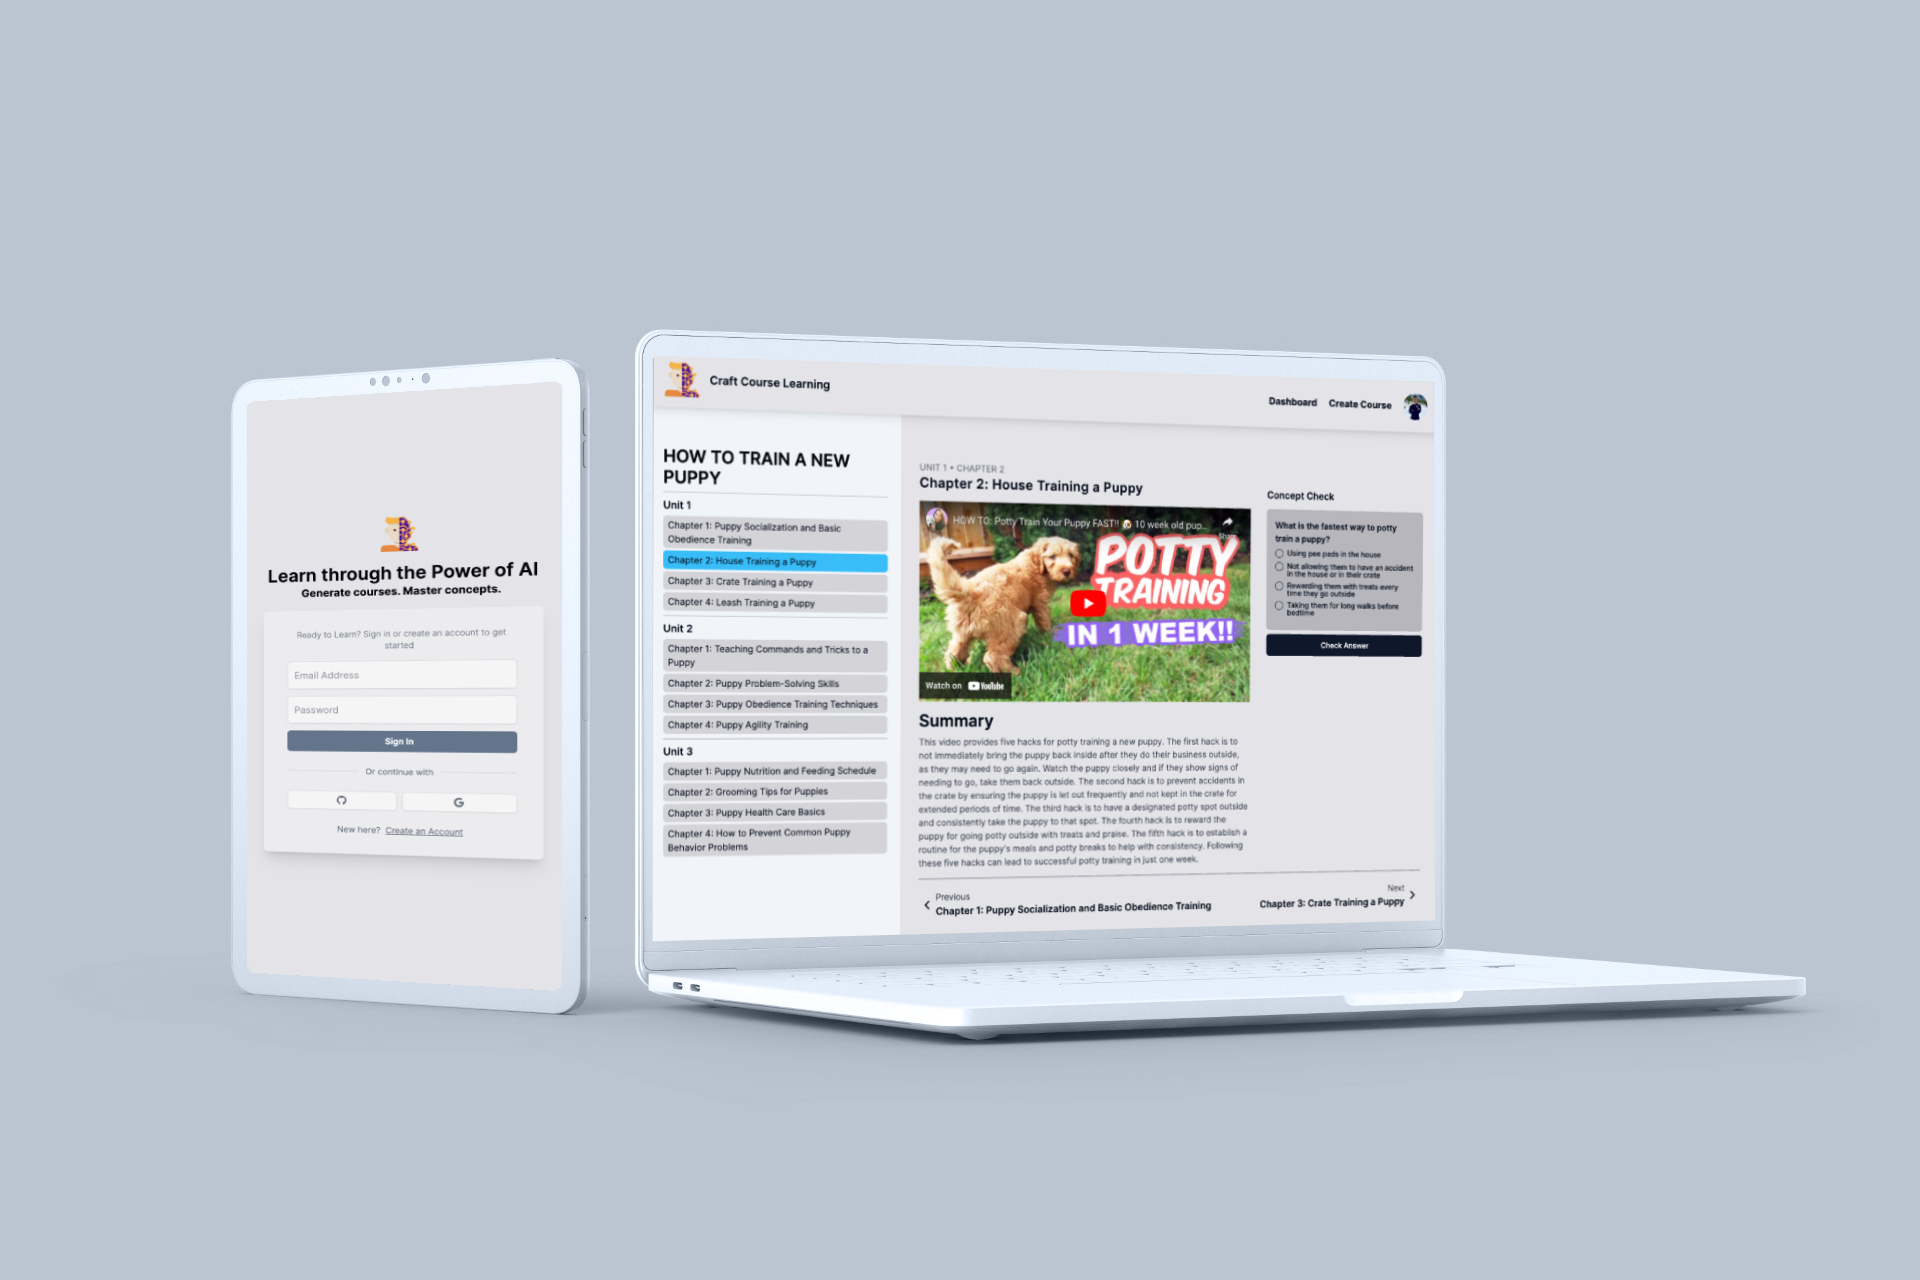 Learn through the Power of AI
Generate courses. Master concepts.
Ready to Learn? Sign in or create an account to get
started
Email Address
Password
Sign In
Or continue with
G
New here? Create an Account
Craft Course Learning
Dashboard
Create Course
HOW TO TRAIN A NEW
PUPPY
Unit 1
Chapter 1: Puppy Socialization and Basic
Obedience Training
Chapter 2: House Training a Puppy
Chapter 3: Crate Training a Puppy
Chapter 4: Leash Training a Puppy
Unit 2
Chapter 1: Teaching Commands and Tricks to a
Puppy
Chapter 2: Puppy Problem-Solving Skills
Chapter 3: Puppy Obedience Training Techniques
Chapter 4: Puppy Agility Training
Unit 3
Chapter 1: Puppy Nutrition and Feeding Schedule
Chapter 2: Grooming Tips for Puppies
Chapter 3: Puppy Health Care Basics
Chapter 4: How to Prevent Common Puppy
Behavior Problems
UNIT 1 • CHAPTER 2
Chapter 2: House Training a Puppy
HOW TO: Potty Train Your Puppy FAST!! 🐶 10 week old pup...
Share
POTTY
TRAINING
IN 1 WEEK!!
Watch on YouTube
Summary
This video provides five hacks for potty training a new puppy. The first hack is to
not immediately bring the puppy back inside after they do their business outside,
as they may need to go again. Watch the puppy closely and if they show signs of
needing to go, take them back outside. The second hack is to prevent accidents in
the crate by ensuring the puppy is let out frequently and not kept in the crate for
extended periods of time. The third hack is to have a designated potty spot outside
and consistently take the puppy to that spot. The fourth hack is to reward the
puppy for going potty outside with treats and praise. The fifth hack is to establish a
routine for the puppy's meals and potty breaks to help with consistency. Following
these five hacks can lead to successful potty training in just one week.
Concept Check
What is the fastest way to potty
train a puppy?
Using pee pads in the house
Not allowing them to have an accident
in the house or in their crate
Rewarding them with treats every
time they go outside
Taking them for long walks before
bedtime
Check Answer
Previous
Chapter 1: Puppy Socialization and Basic Obedience Training
Next
Chapter 3: Crate Training a Puppy